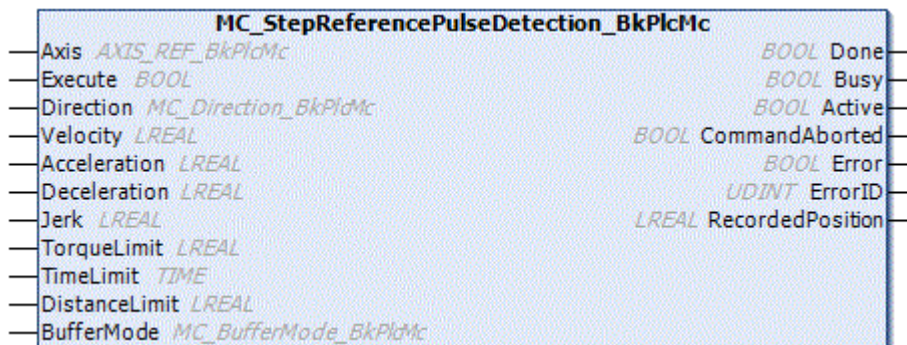 MC_StepReferencePulseDetection_BkPlcMc
Axis AXIS_REF_BkPlcMc BOOL Done
Execute BOOL BOOL Busy
Direction MC_Direction_BkPlcMc BOOL Active
Velocity LREAL BOOL CommandAborted
Acceleration LREAL BOOL Error
Deceleration LREAL UDINT ErrorID
Jerk LREAL LREAL RecordedPosition
TorqueLimit LREAL
TimeLimit TIME
DistanceLimit LREAL
BufferMode MC_BufferMode_BkPlcMc